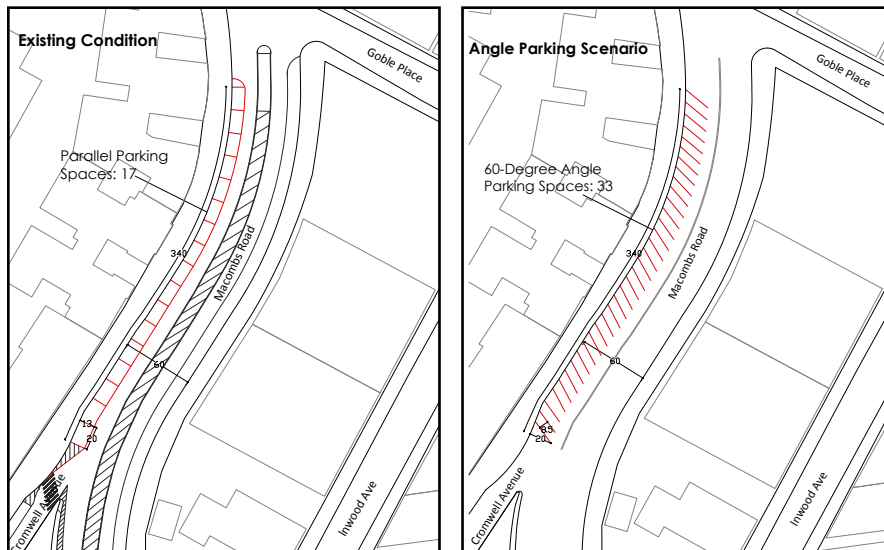 Existing Condition
Goble Place
Parallel Parking
Spaces: 17
340
Macombs Road
60
13
20
Cromwell Avenue
Inwood Ave
Angle Parking Scenario
Goble Place
60-Degree Angle
Parking Spaces: 33
340
Macombs Road
60
8.5
20
Cromwell Avenue
Inwood Ave